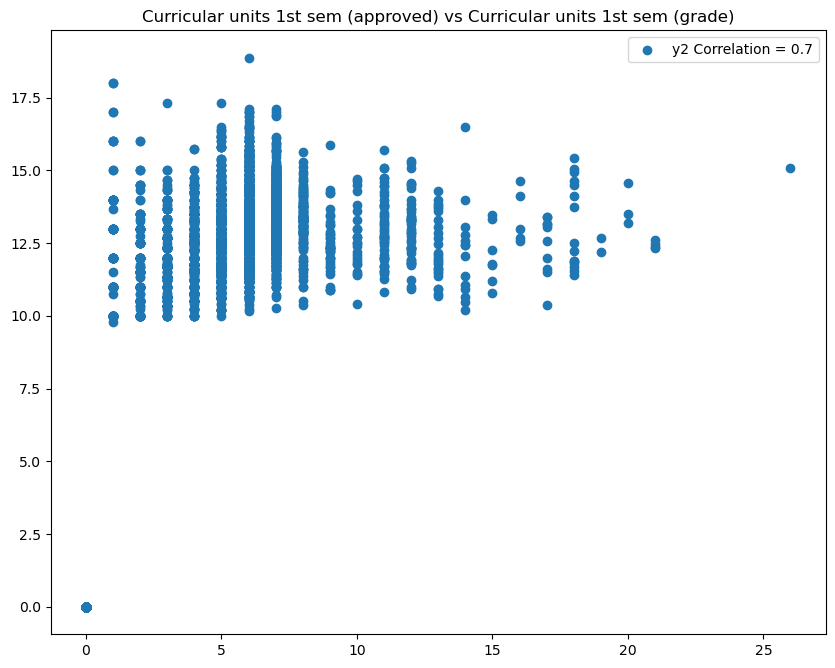 Curricular units 1st sem (approved) vs Curricular units 1st sem (grade)
y2 Correlation = 0.7
17.5
15.0
12.5
10.0
7.5
5.0
2.5
0.0
0 5 10 15 20 25